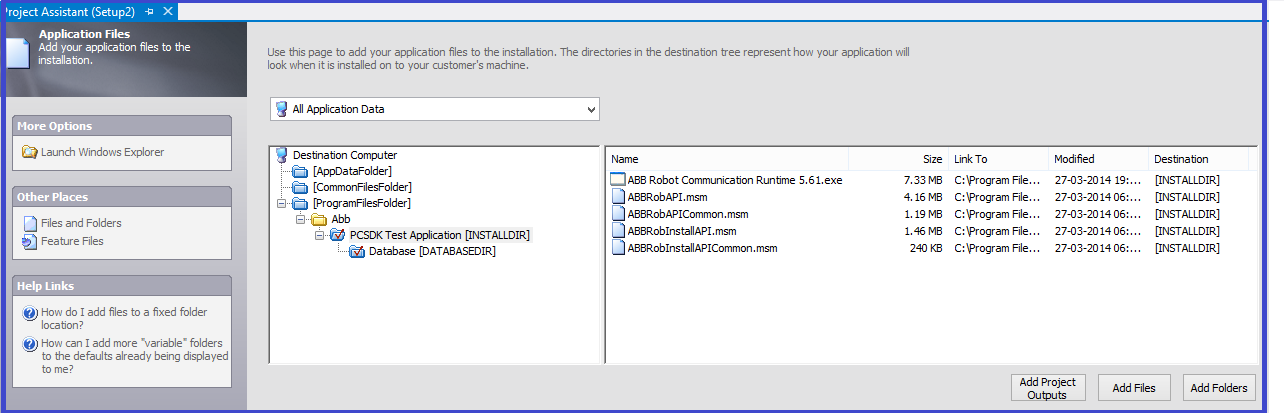 Project Assistant (Setup2)
Application Files
Add your application files to the
installation.
More Options
Launch Windows Explorer
Other Places
Files and Folders
Feature Files
Help Links
How do I add files to a fixed folder
location?
How can I add more "variable" folders
to the defaults already being displayed
to me?
Use this page to add your application files to the installation. The directories in the destination tree represent how your application will
look when it is installed on to your customer's machine.
All Application Data
Destination Computer
[AppDataFolder]
[CommonFilesFolder]
[ProgramFilesFolder]
Abb
PCSDK Test Application [INSTALLDIR]
Database [DATABASEDIR]
Name Size Link To Modified Destination
ABB Robot Communication Runtime 5.61.exe 7.33 MB C:\Program File... 27-03-2014 19:... [INSTALLDIR]
ABBRobAPI.msm 4.16 MB C:\Program File... 27-03-2014 06:... [INSTALLDIR]
ABBRobAPICommon.msm 1.19 MB C:\Program File... 27-03-2014 06:... [INSTALLDIR]
ABBRobInstallAPI.msm 1.46 MB C:\Program File... 27-03-2014 06:... [INSTALLDIR]
ABBRobInstallAPICommon.msm 240 KB C:\Program File... 27-03-2014 06:... [INSTALLDIR]
Add Project
Outputs
Add Files
Add Folders